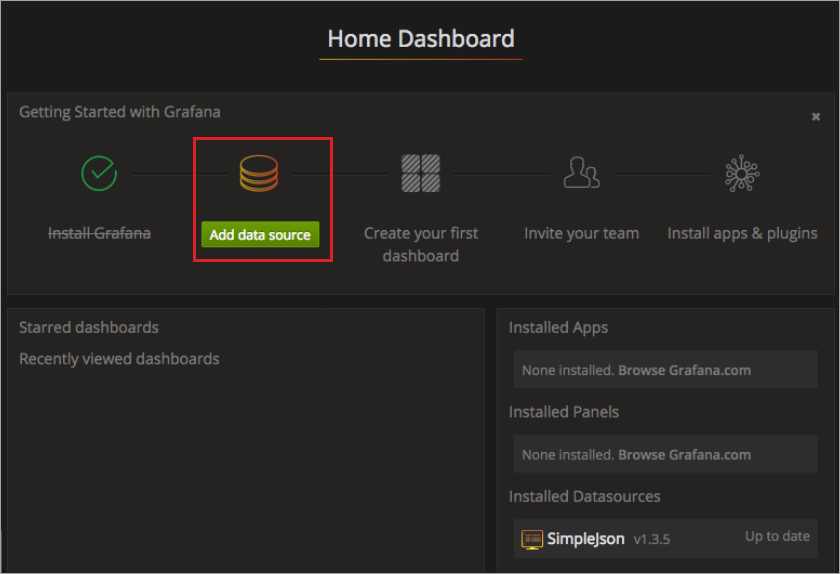 Home Dashboard
Getting Started with Grafana
Install Grafana
Add data source
Create your first
dashboard
Invite your team
Install apps & plugins
Starred dashboards
Recently viewed dashboards
Installed Apps
None installed. Browse Grafana.com
Installed Panels
None installed. Browse Grafana.com
Installed Datasources
SimpleJson v1.3.5 Up to date